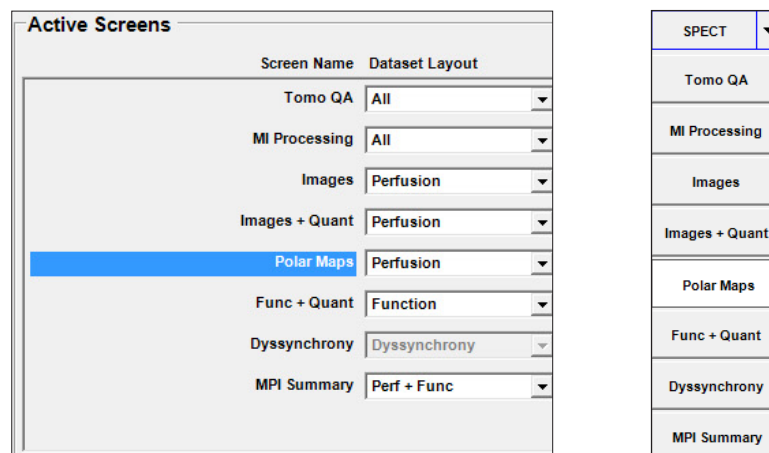 Active Screens
Screen Name Dataset Layout
Tomo QA All
MI Processing All
Images Perfusion
Images + Quant Perfusion
Polar Maps Perfusion
Func + Quant Function
Dyssynchrony Dyssynchrony
MPI Summary Perf + Func
SPECT
Tomo QA
MI Processing
Images
Images + Quant
Polar Maps
Func + Quant
Dyssynchrony
MPI Summary